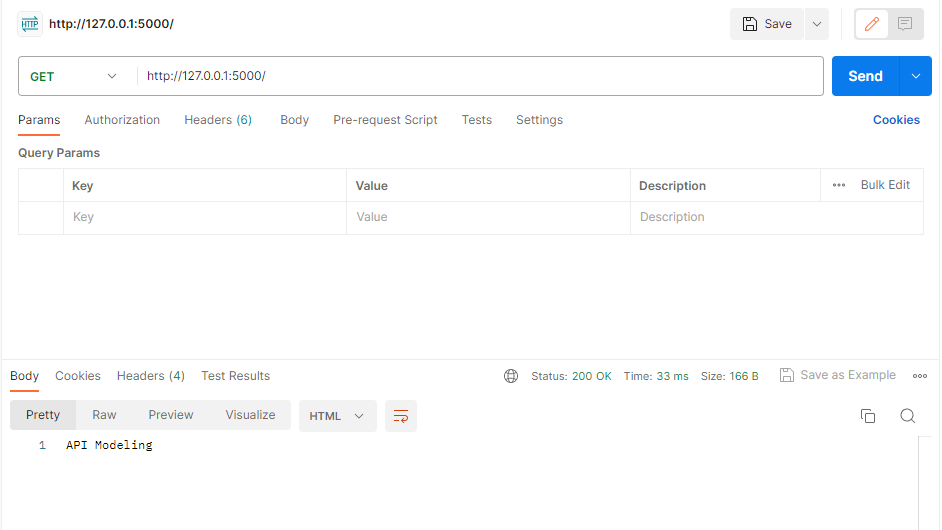 HTTP http://127.0.0.1:5000/ Save
GET http://127.0.0.1:5000/ Send
Params Authorization Headers (6) Body Pre-request Script Tests Settings Cookies
Query Params
Key Value Description ••• Bulk Edit
Key Value Description
Body Cookies Headers (4) Test Results Status: 200 OK Time: 33 ms Size: 166 B Save as Example
Pretty Raw Preview Visualize HTML
1 API Modeling